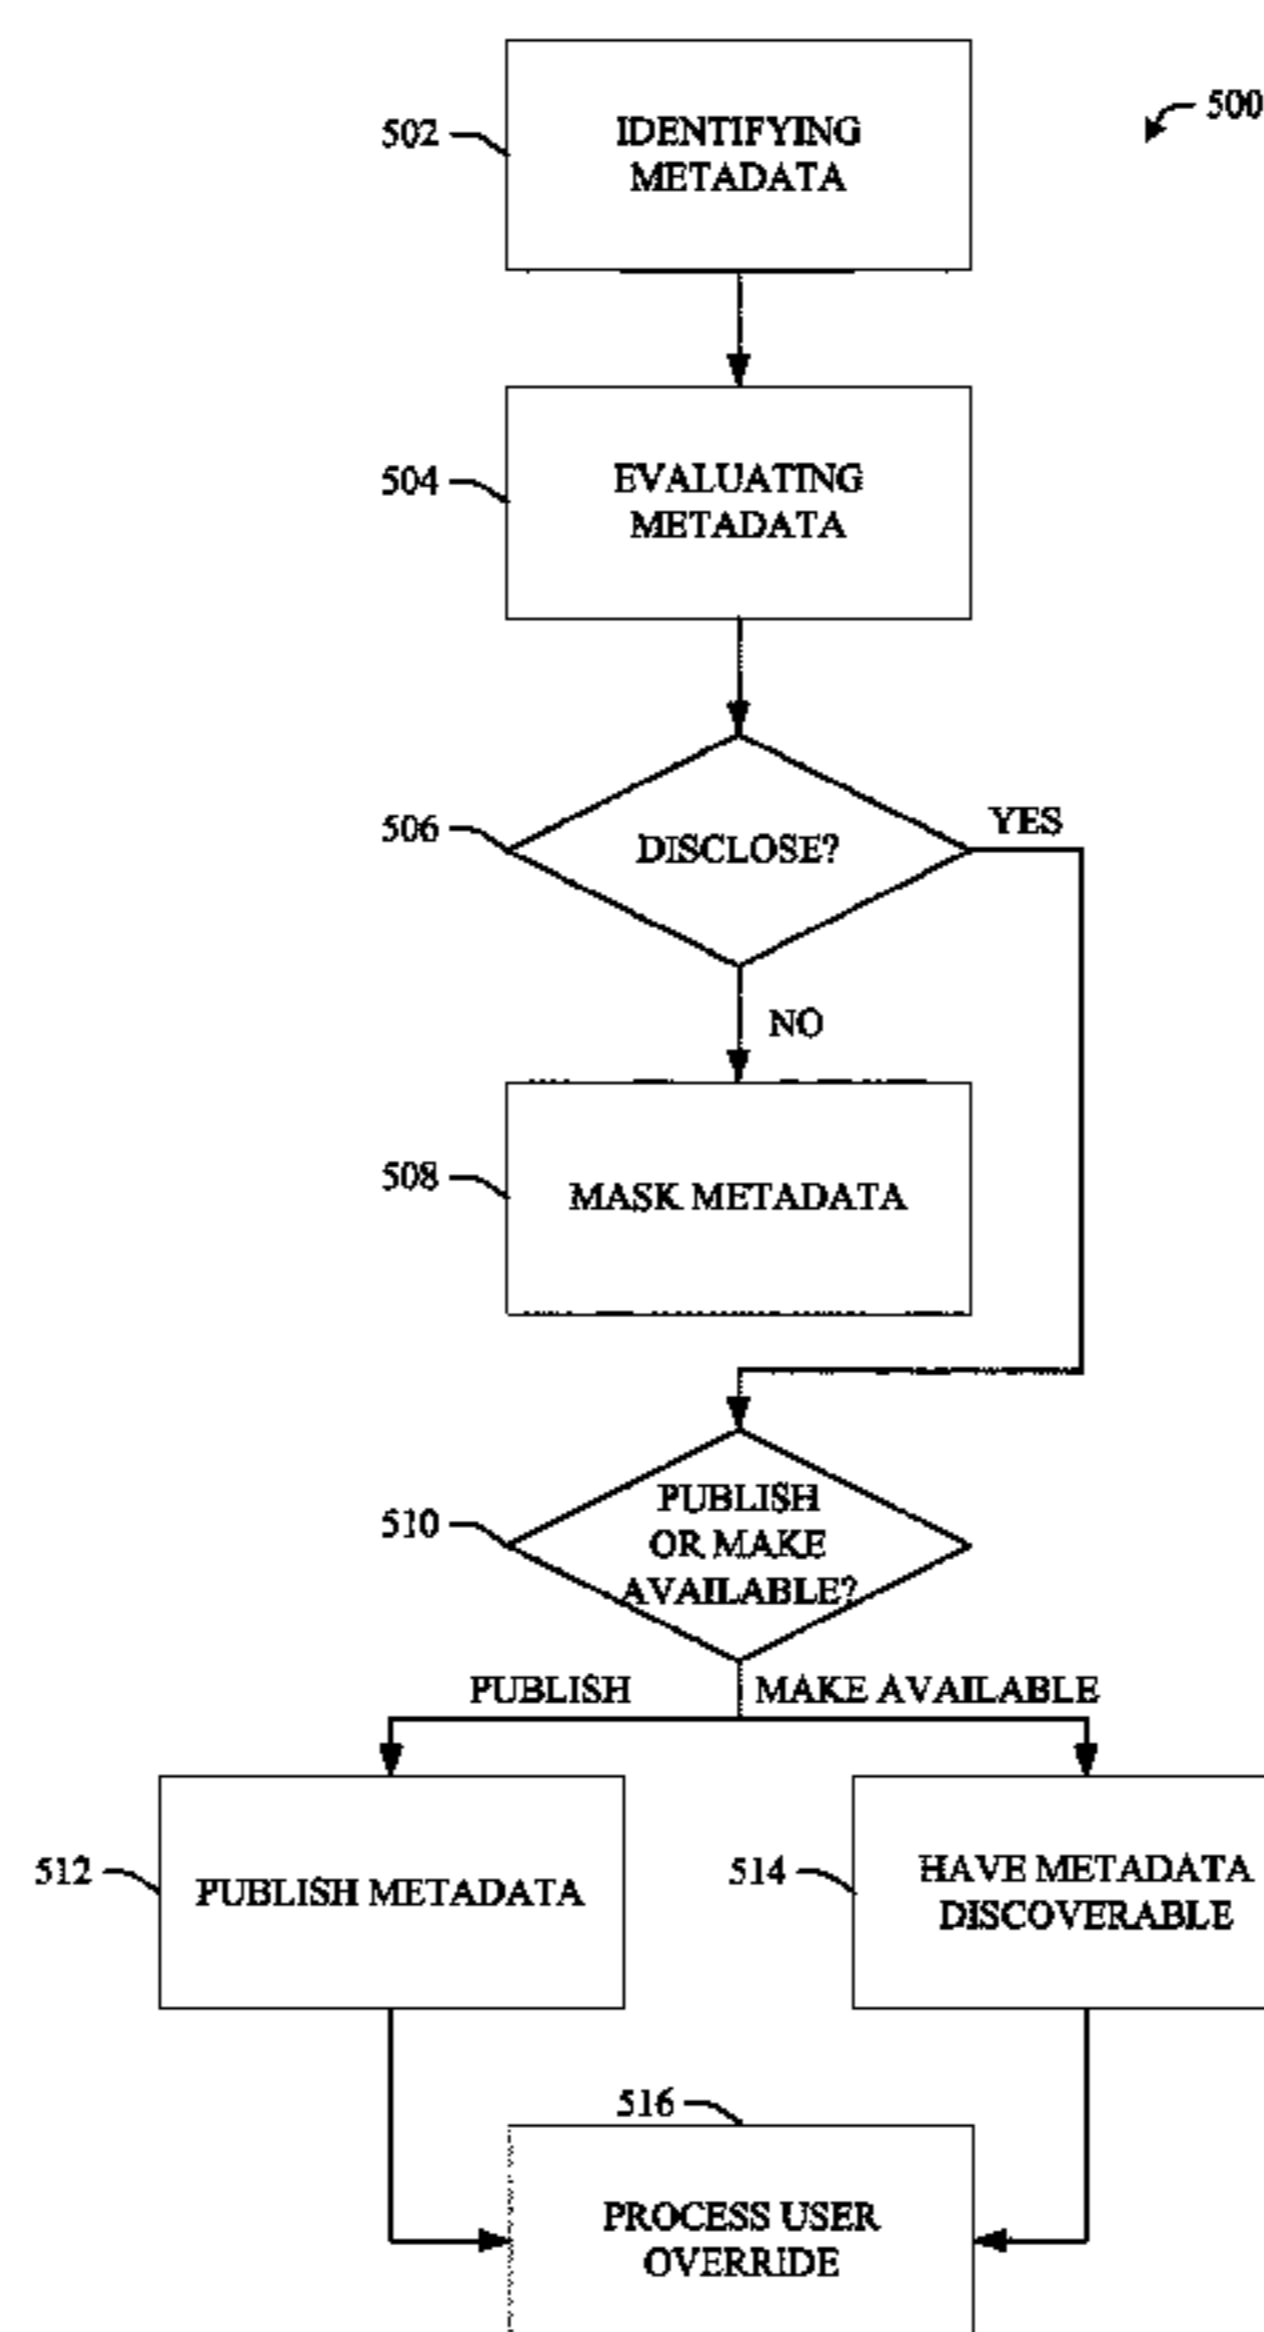 500
502
IDENTIFYING
METADATA
504
EVALUATING
METADATA
506
DISCLOSE?
YES
NO
508
MASK METADATA
510
PUBLISH
OR MAKE
AVAILABLE?
PUBLISH
MAKE AVAILABLE
512
PUBLISH METADATA
514
HAVE METADATA
DISCOVERABLE
516
PROCESS USER
OVERRIDE